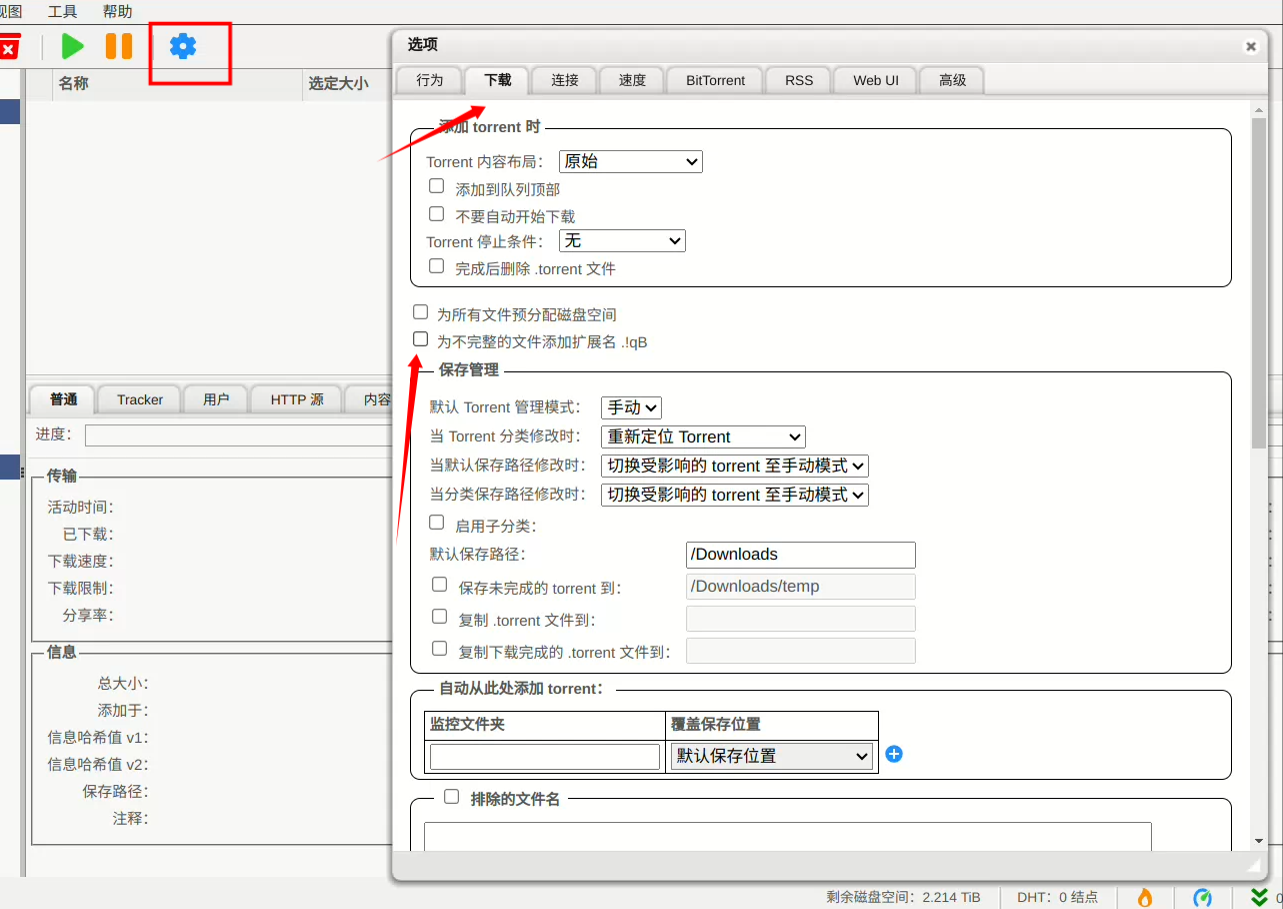 视图 工具 帮助
名称 选定大小
普通 Tracker 用户 HTTP 源 内容
进度：
传输
活动时间：
已下载：
下载速度：
下载限制：
分享率：
信息
总大小：
添加于：
信息哈希值 v1：
信息哈希值 v2：
保存路径：
注释：
选项
行为 下载 连接 速度 BitTorrent RSS Web UI 高级
添加 torrent 时
Torrent 内容布局： 原始
添加到队列顶部
不要自动开始下载
Torrent 停止条件： 无
完成后删除 .torrent 文件
为所有文件预分配磁盘空间
为不完整的文件添加扩展名 .!qB
保存管理
默认 Torrent 管理模式： 手动
当 Torrent 分类修改时： 重新定位 Torrent
当默认保存路径修改时： 切换受影响的 torrent 至手动模式
当分类保存路径修改时： 切换受影响的 torrent 至手动模式
启用子分类：
默认保存路径： /Downloads
保存未完成的 torrent 到： /Downloads/temp
复制 .torrent 文件到：
复制下载完成的 .torrent 文件到：
自动从此处添加 torrent：
监控文件夹 覆盖保存位置
默认保存位置
排除的文件名
剩余磁盘空间：2.214 TiB DHT：0 结点 0